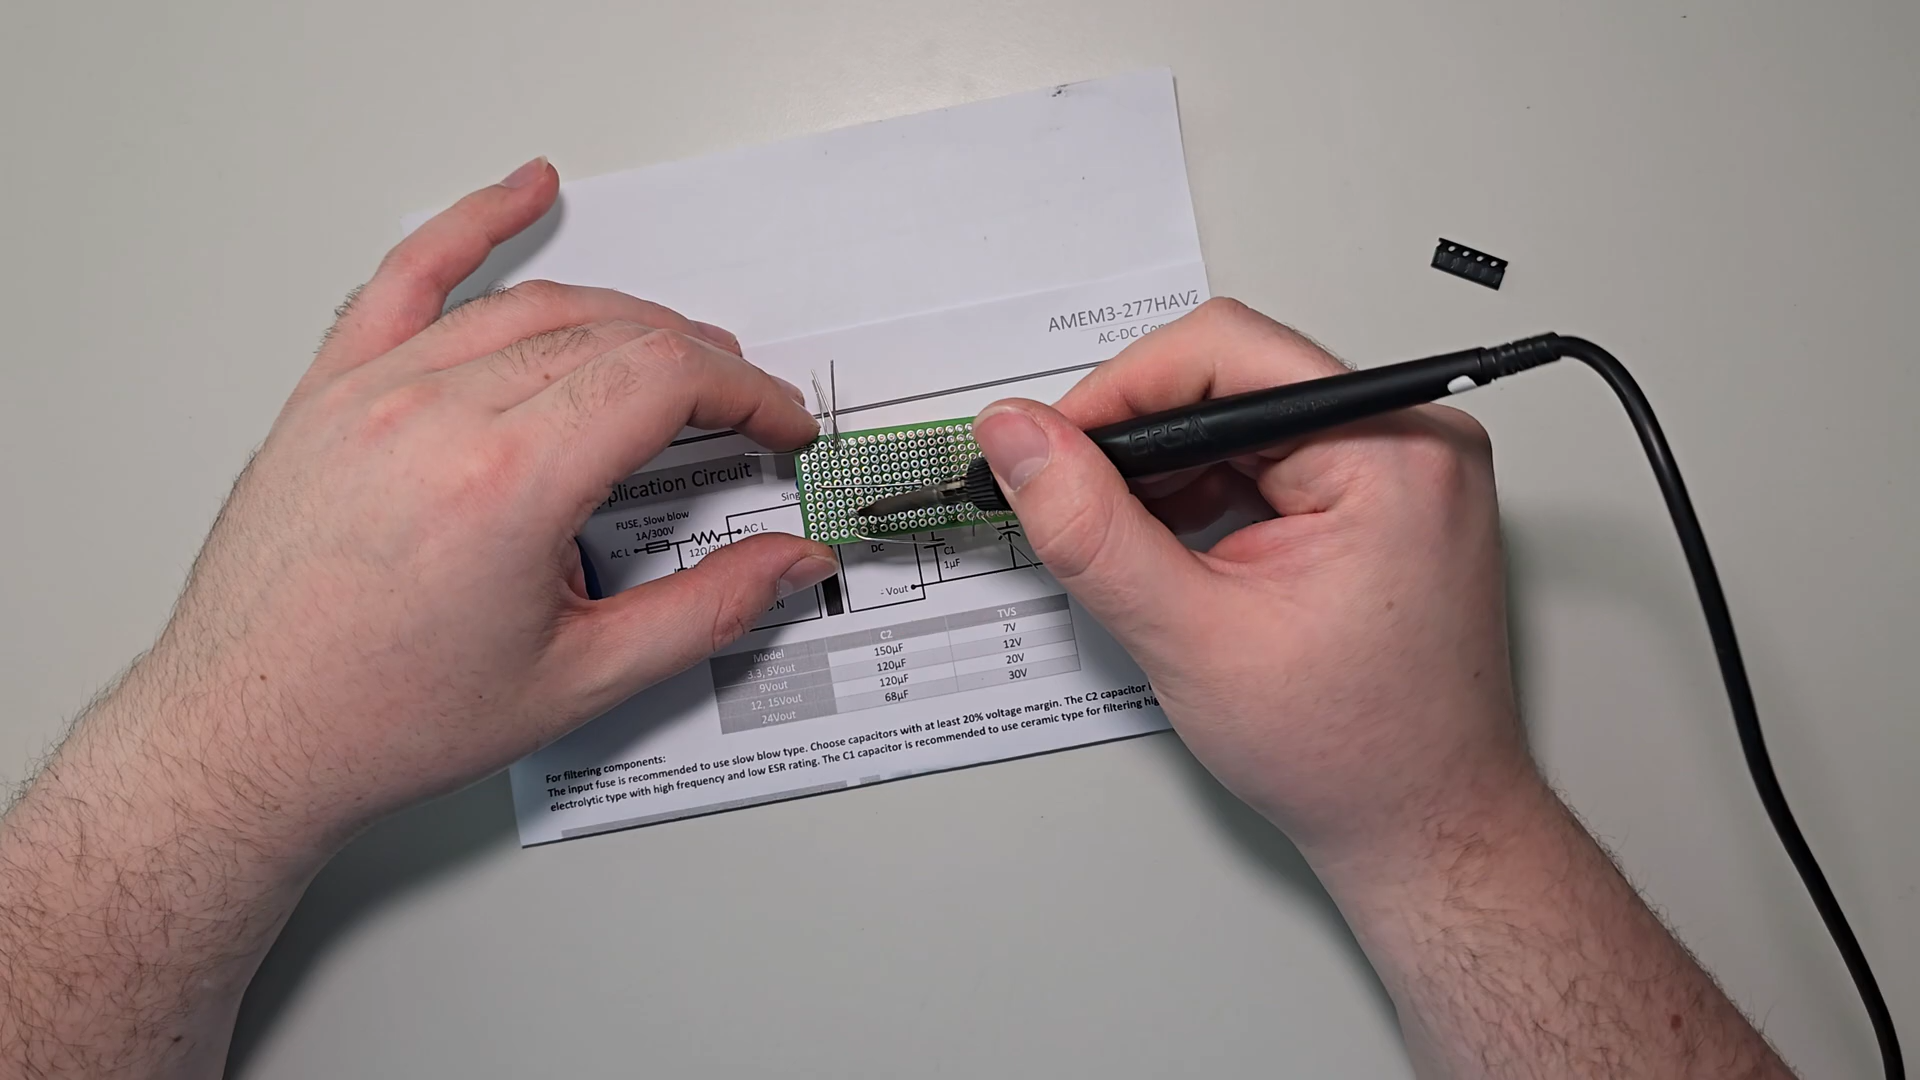 AMEM3-277HAVZ
AC-DC
plication Circuit
FUSE, Slow blow
1A/300V
AC L
12Ω/3W
AC L
DC
C1
1µF
- Vout
Model C2 TVS
3.3, 5Vout 150µF 7V
9Vout 120µF 12V
12, 15Vout 120µF 20V
24Vout 68µF 30V
For filtering components:
The input fuse is recommended to use slow blow type. Choose capacitors with at least 20% voltage margin. The C2 capacitor
electrolytic type with high frequency and low ESR rating. The C1 capacitor is recommended to use ceramic type for filtering
ERSA